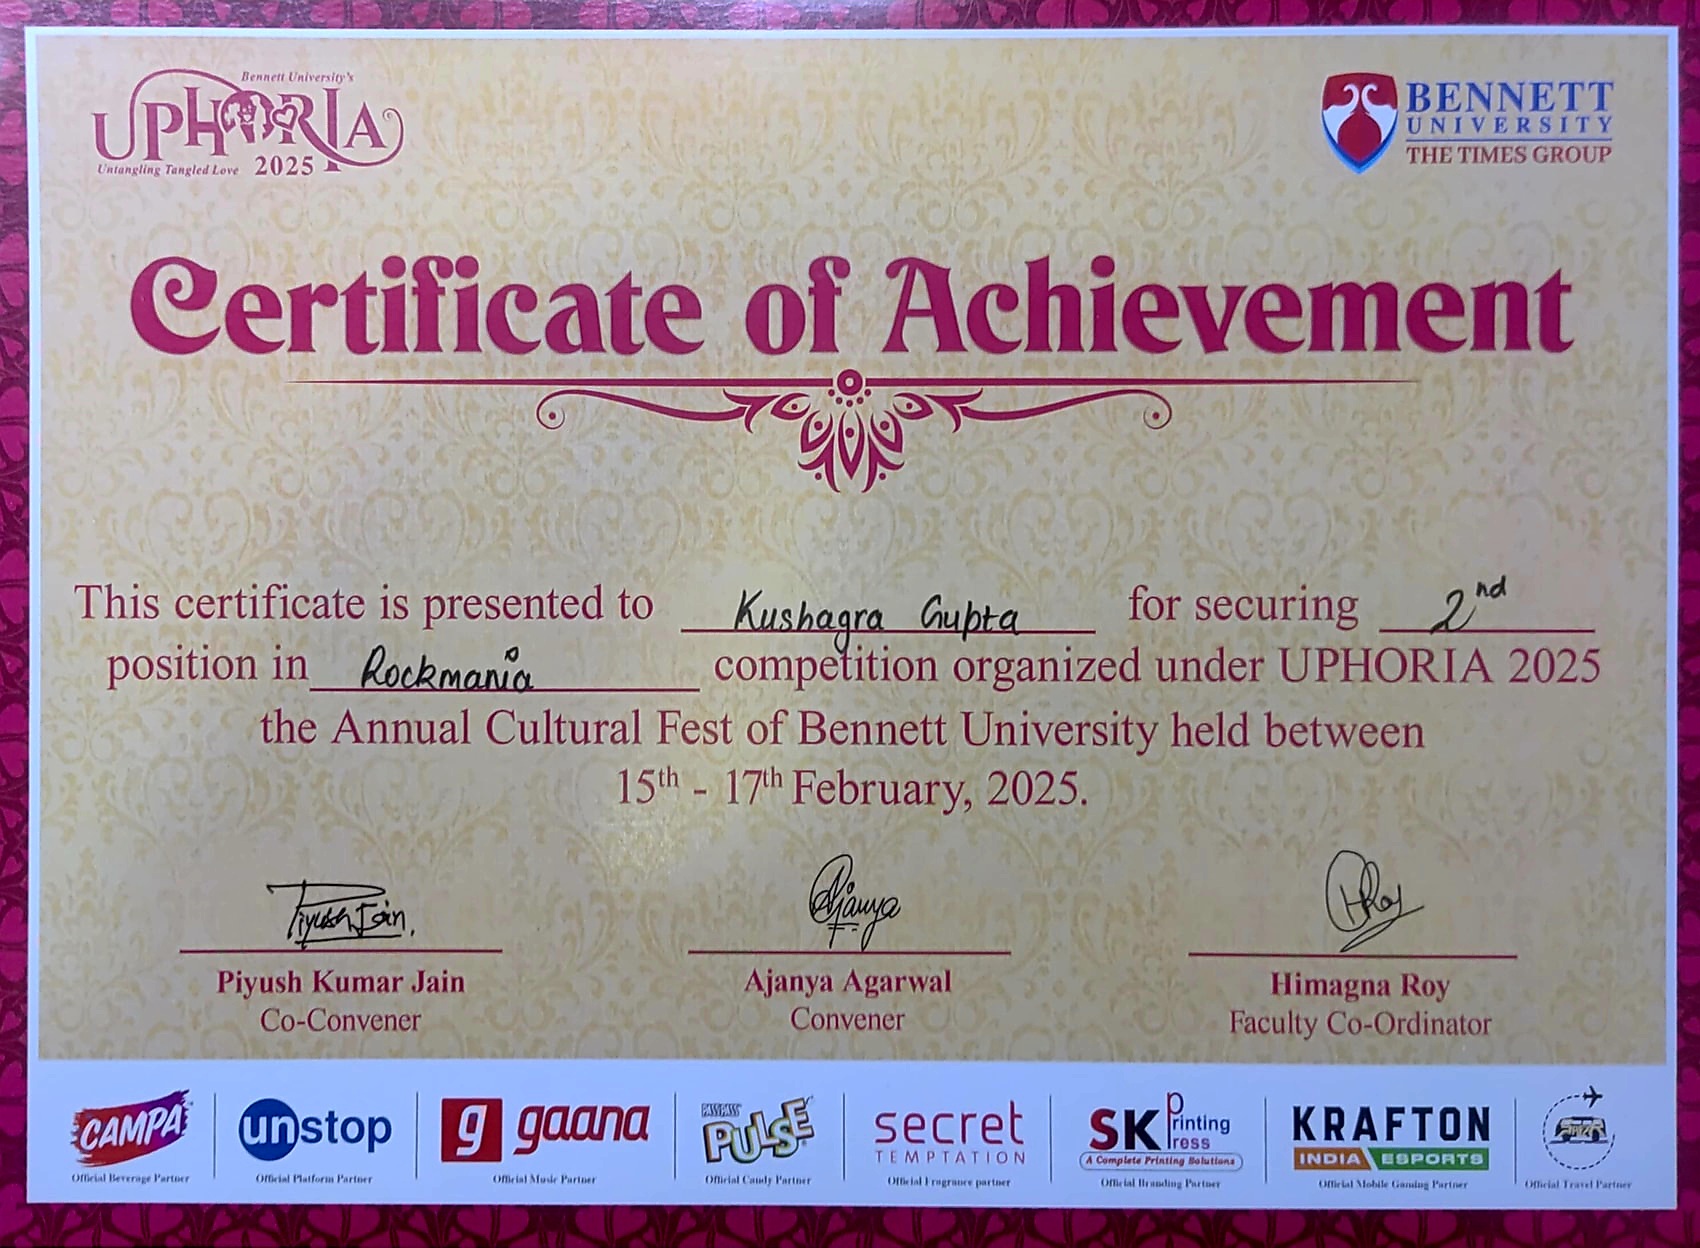 Bennett University's
UPHORIA
Untangling Tangled Love 2025
BENNETT
UNIVERSITY
THE TIMES GROUP
Certificate of Achievement
This certificate is presented to Kushagra Gupta for securing 2nd
position in Rockmania competition organized under UPHORIA 2025
the Annual Cultural Fest of Bennett University held between
15th - 17th February, 2025.
Piyush Jain.
Ajanya
HRoy
Piyush Kumar Jain
Co-Convener
Ajanya Agarwal
Convener
Himagna Roy
Faculty Co-Ordinator
CAMPA
Official Beverage Partner
unstop
Official Platform Partner
g gaana
Official Music Partner
PASS PASS
PULSE
Official Candy Partner
secret
TEMPTATION
Official Fragrance partner
SK Printing Press
A Complete Printing Solutions
Official Branding Partner
KRAFTON
INDIA ESPORTS
Official Mobile Gaming Partner
Official Travel Partner